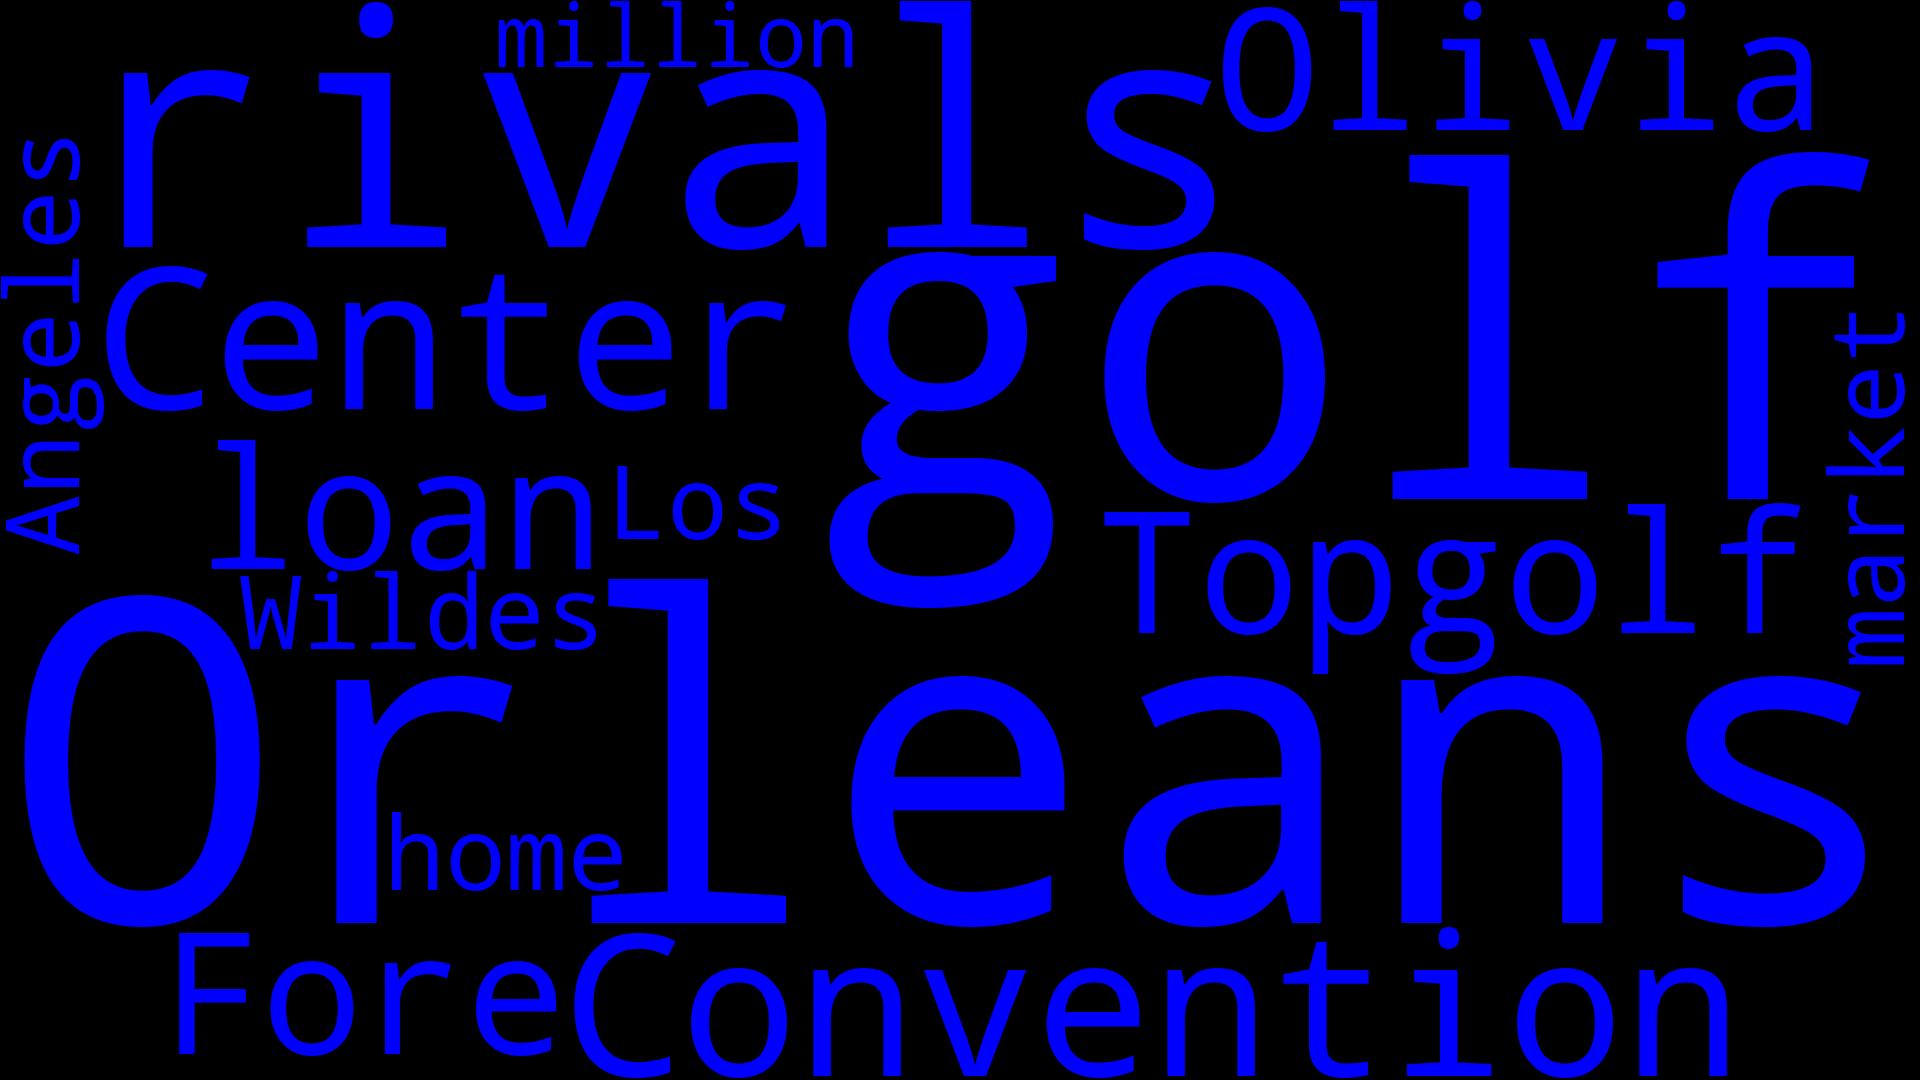 million
Olivia
rivals
Angeles
Center
golf
market
loan
Los
Topgolf
Wildes
Orleans
home
Fore
Convention